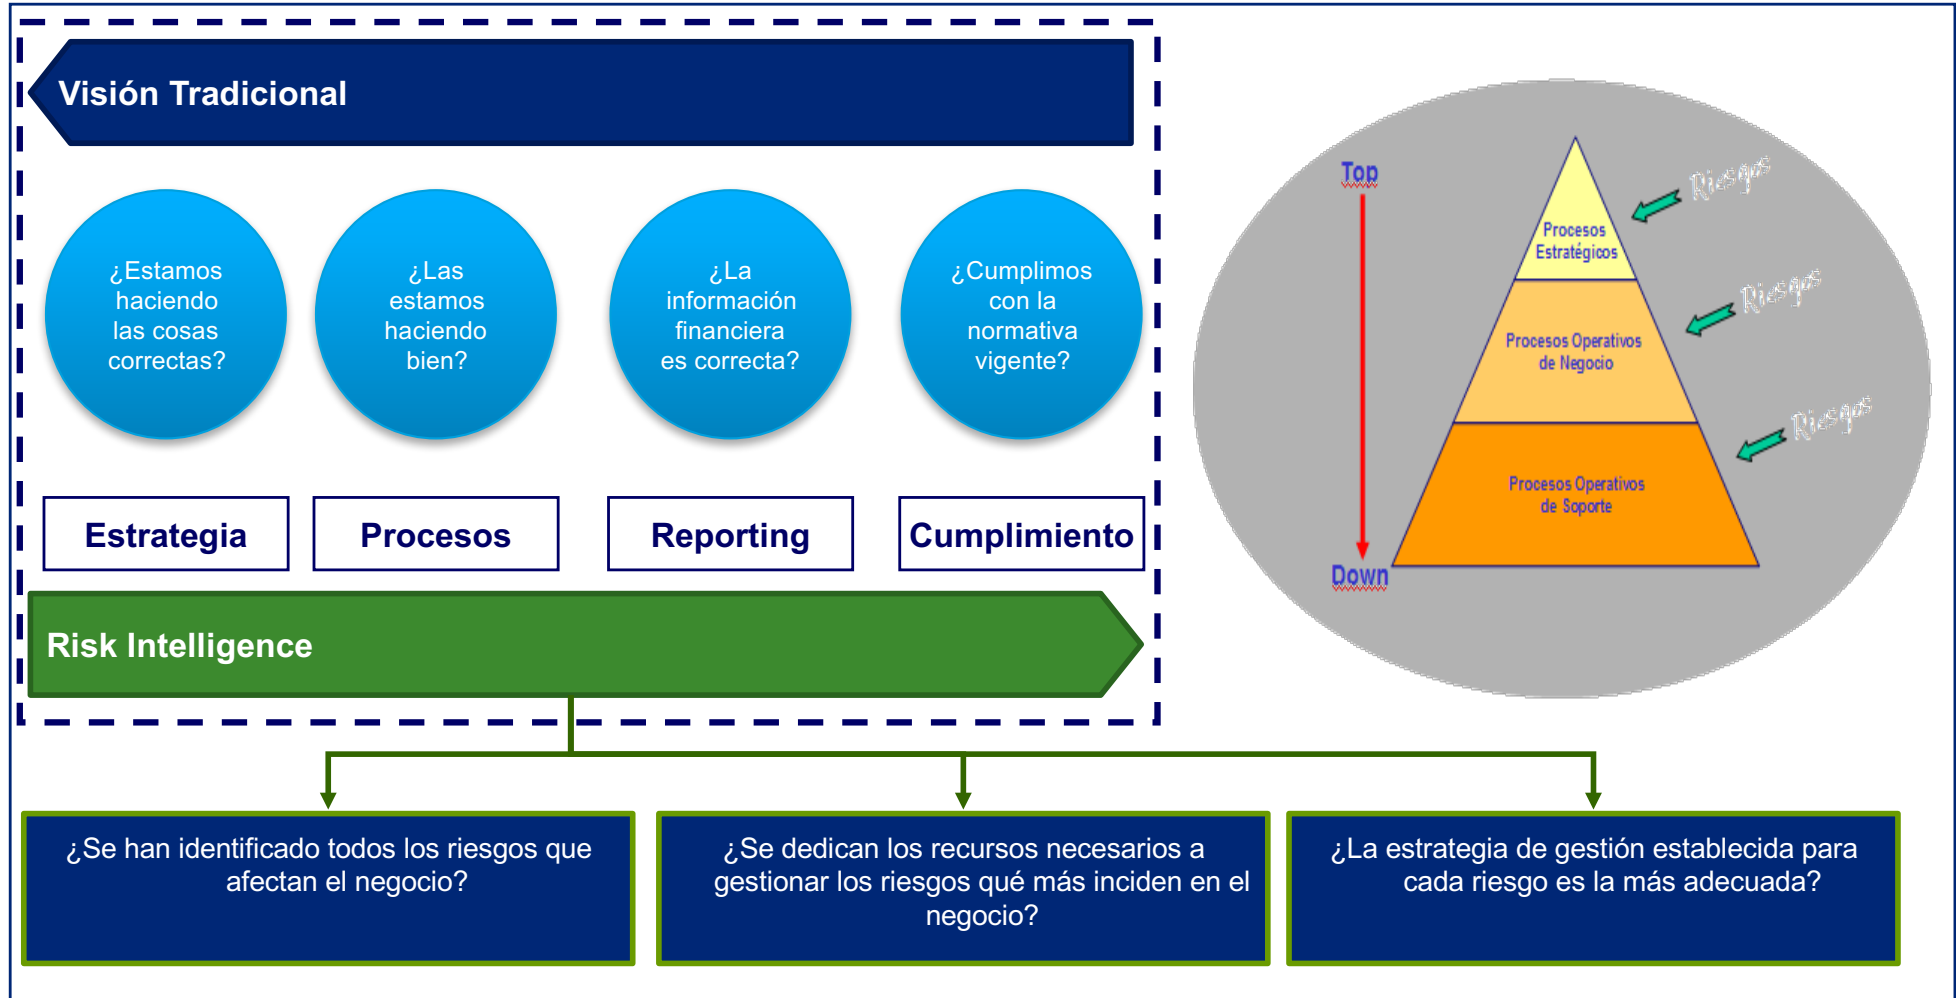 Visión Tradicional
¿Estamos
haciendo
las cosas
correctas?
¿Las
estamos
haciendo
bien?
¿La
información
financiera
es correcta?
¿Cumplimos
con la
normativa
vigente?
Estrategia
Procesos
Reporting
Cumplimiento
Risk Intelligence
Top
Down
Procesos
Estratégicos
Procesos Operativos
de Negocio
Procesos Operativos
de Soporte
Riesgos
Riesgos
Riesgos
¿Se han identificado todos los riesgos que
afectan el negocio?
¿Se dedican los recursos necesarios a
gestionar los riesgos qué más inciden en el
negocio?
¿La estrategia de gestión establecida para
cada riesgo es la más adecuada?